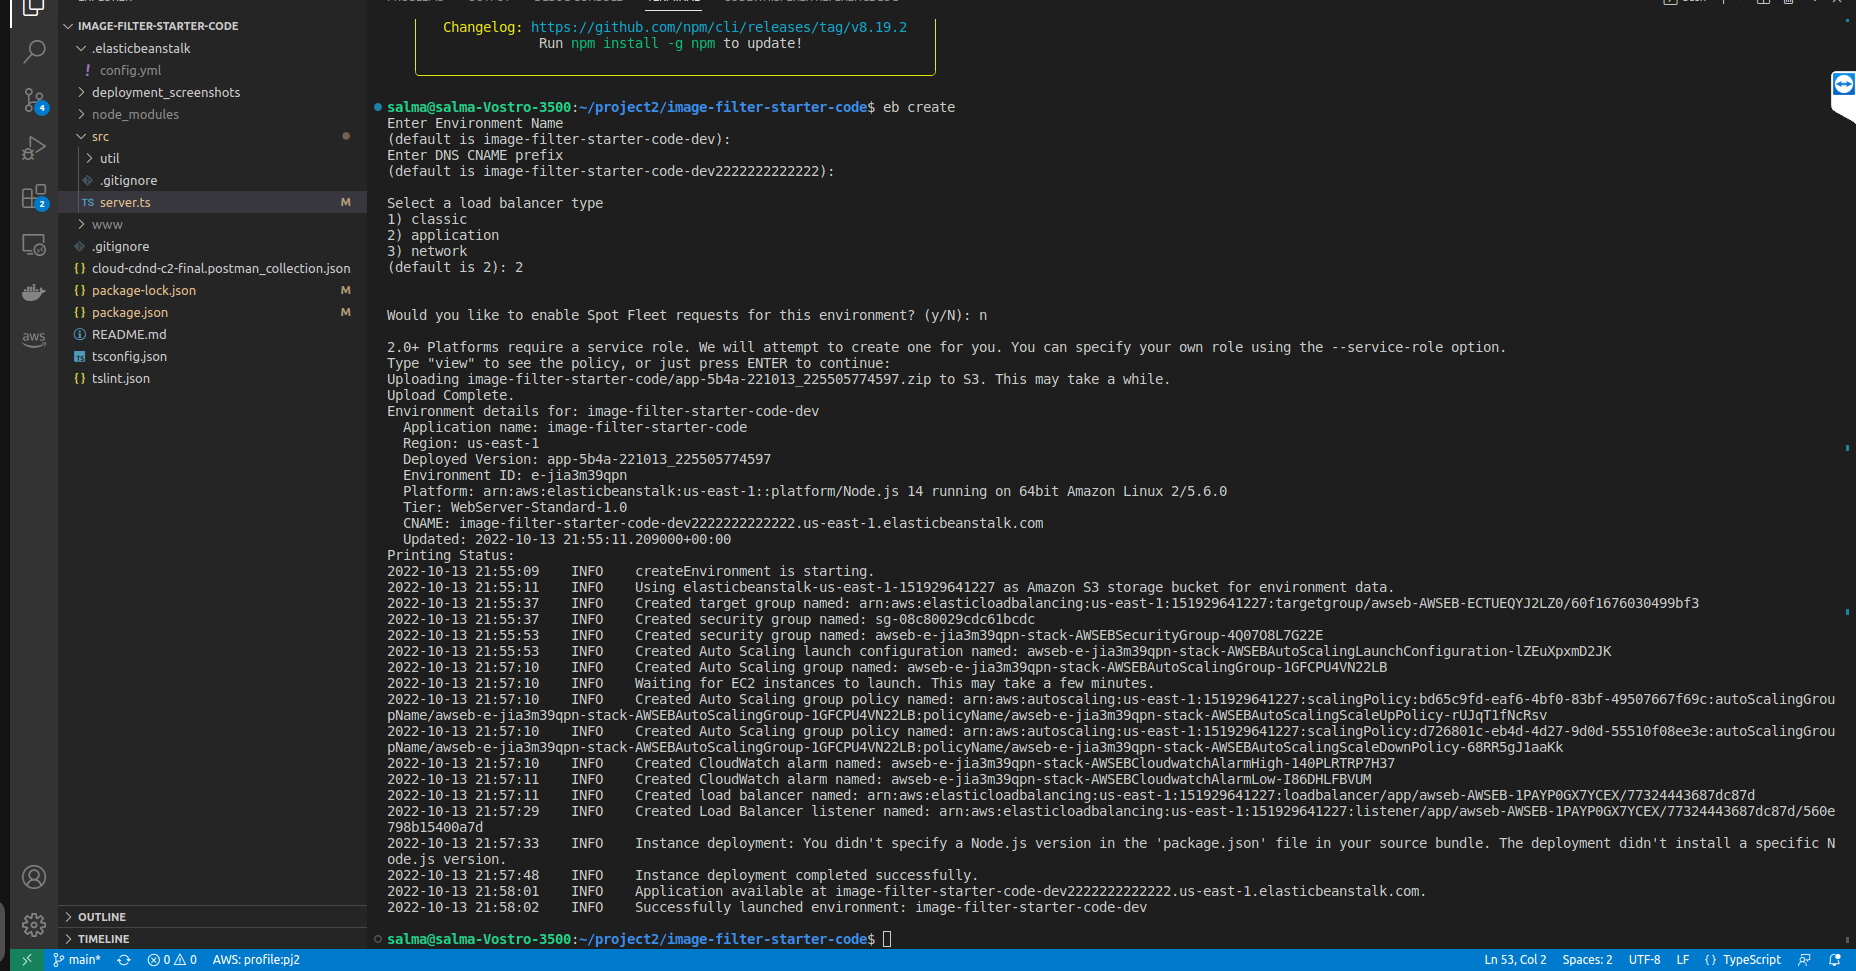 IMAGE-FILTER-STARTER-CODE
.elasticbeanstalk
! config.yml
deployment_screenshots
node_modules
src
util
.gitignore
TS server.ts M
www
.gitignore
{} cloud-cdnd-c2-final.postman_collection.json
{} package-lock.json M
{} package.json M
README.md
TS tsconfig.json
{} tslint.json
4
2
aws
OUTLINE
TIMELINE
Changelog: https://github.com/npm/cli/releases/tag/v8.19.2
Run npm install -g npm to update!
salma@salma-Vostro-3500:~/project2/image-filter-starter-code$ eb create
Enter Environment Name
(default is image-filter-starter-code-dev):
Enter DNS CNAME prefix
(default is image-filter-starter-code-dev2222222222222):
Select a load balancer type
1) classic
2) application
3) network
(default is 2): 2
Would you like to enable Spot Fleet requests for this environment? (y/N): n
2.0+ Platforms require a service role. We will attempt to create one for you. You can specify your own role using the --service-role option.
Type "view" to see the policy, or just press ENTER to continue:
Uploading image-filter-starter-code/app-5b4a-221013_225505774597.zip to S3. This may take a while.
Upload Complete.
Environment details for: image-filter-starter-code-dev
Application name: image-filter-starter-code
Region: us-east-1
Deployed Version: app-5b4a-221013_225505774597
Environment ID: e-jia3m39qpn
Platform: arn:aws:elasticbeanstalk:us-east-1::platform/Node.js 14 running on 64bit Amazon Linux 2/5.6.0
Tier: WebServer-Standard-1.0
CNAME: image-filter-starter-code-dev2222222222222.us-east-1.elasticbeanstalk.com
Updated: 2022-10-13 21:55:11.209000+00:00
Printing Status:
2022-10-13 21:55:09 INFO createEnvironment is starting.
2022-10-13 21:55:11 INFO Using elasticbeanstalk-us-east-1-151929641227 as Amazon S3 storage bucket for environment data.
2022-10-13 21:55:37 INFO Created target group named: arn:aws:elasticloadbalancing:us-east-1:151929641227:targetgroup/awseb-AWSEB-ECTUEQYJ2LZ0/60f1676030499bf3
2022-10-13 21:55:37 INFO Created security group named: sg-08c80029cdc61bcdc
2022-10-13 21:55:53 INFO Created security group named: awseb-e-jia3m39qpn-stack-AWSEBSecurityGroup-4Q07O8L7G22E
2022-10-13 21:55:53 INFO Created Auto Scaling launch configuration named: awseb-e-jia3m39qpn-stack-AWSEBAutoScalingLaunchConfiguration-lZEuXpxmD2JK
2022-10-13 21:57:10 INFO Created Auto Scaling group named: awseb-e-jia3m39qpn-stack-AWSEBAutoScalingGroup-1GFCPU4VN22LB
2022-10-13 21:57:10 INFO Waiting for EC2 instances to launch. This may take a few minutes.
2022-10-13 21:57:10 INFO Created Auto Scaling group policy named: arn:aws:autoscaling:us-east-1:151929641227:scalingPolicy:bd65c9fd-eaf6-4bf0-83bf-49507667f69c:autoScalingGrou
pName/awseb-e-jia3m39qpn-stack-AWSEBAutoScalingGroup-1GFCPU4VN22LB:policyName/awseb-e-jia3m39qpn-stack-AWSEBAutoScalingScaleUpPolicy-rUJqT1fNcRsv
2022-10-13 21:57:10 INFO Created Auto Scaling group policy named: arn:aws:autoscaling:us-east-1:151929641227:scalingPolicy:d726801c-eb4d-4d27-9d0d-55510f08ee3e:autoScalingGrou
pName/awseb-e-jia3m39qpn-stack-AWSEBAutoScalingGroup-1GFCPU4VN22LB:policyName/awseb-e-jia3m39qpn-stack-AWSEBAutoScalingScaleDownPolicy-68RR5gJ1aaKk
2022-10-13 21:57:10 INFO Created CloudWatch alarm named: awseb-e-jia3m39qpn-stack-AWSEBCloudwatchAlarmHigh-140PLRTRP7H37
2022-10-13 21:57:11 INFO Created CloudWatch alarm named: awseb-e-jia3m39qpn-stack-AWSEBCloudwatchAlarmLow-I86DHLFBVUM
2022-10-13 21:57:11 INFO Created load balancer named: arn:aws:elasticloadbalancing:us-east-1:151929641227:loadbalancer/app/awseb-AWSEB-1PAYP0GX7YCEX/77324443687dc87d
2022-10-13 21:57:29 INFO Created Load Balancer listener named: arn:aws:elasticloadbalancing:us-east-1:151929641227:listener/app/awseb-AWSEB-1PAYP0GX7YCEX/77324443687dc87d/560e
798b15400a7d
2022-10-13 21:57:33 INFO Instance deployment: You didn't specify a Node.js version in the 'package.json' file in your source bundle. The deployment didn't install a specific N
ode.js version.
2022-10-13 21:57:48 INFO Instance deployment completed successfully.
2022-10-13 21:58:01 INFO Application available at image-filter-starter-code-dev2222222222222.us-east-1.elasticbeanstalk.com.
2022-10-13 21:58:02 INFO Successfully launched environment: image-filter-starter-code-dev
salma@salma-Vostro-3500:~/project2/image-filter-starter-code$
main* 0 0 AWS: profile:pj2 Ln 53, Col 2 Spaces: 2 UTF-8 LF {} TypeScript